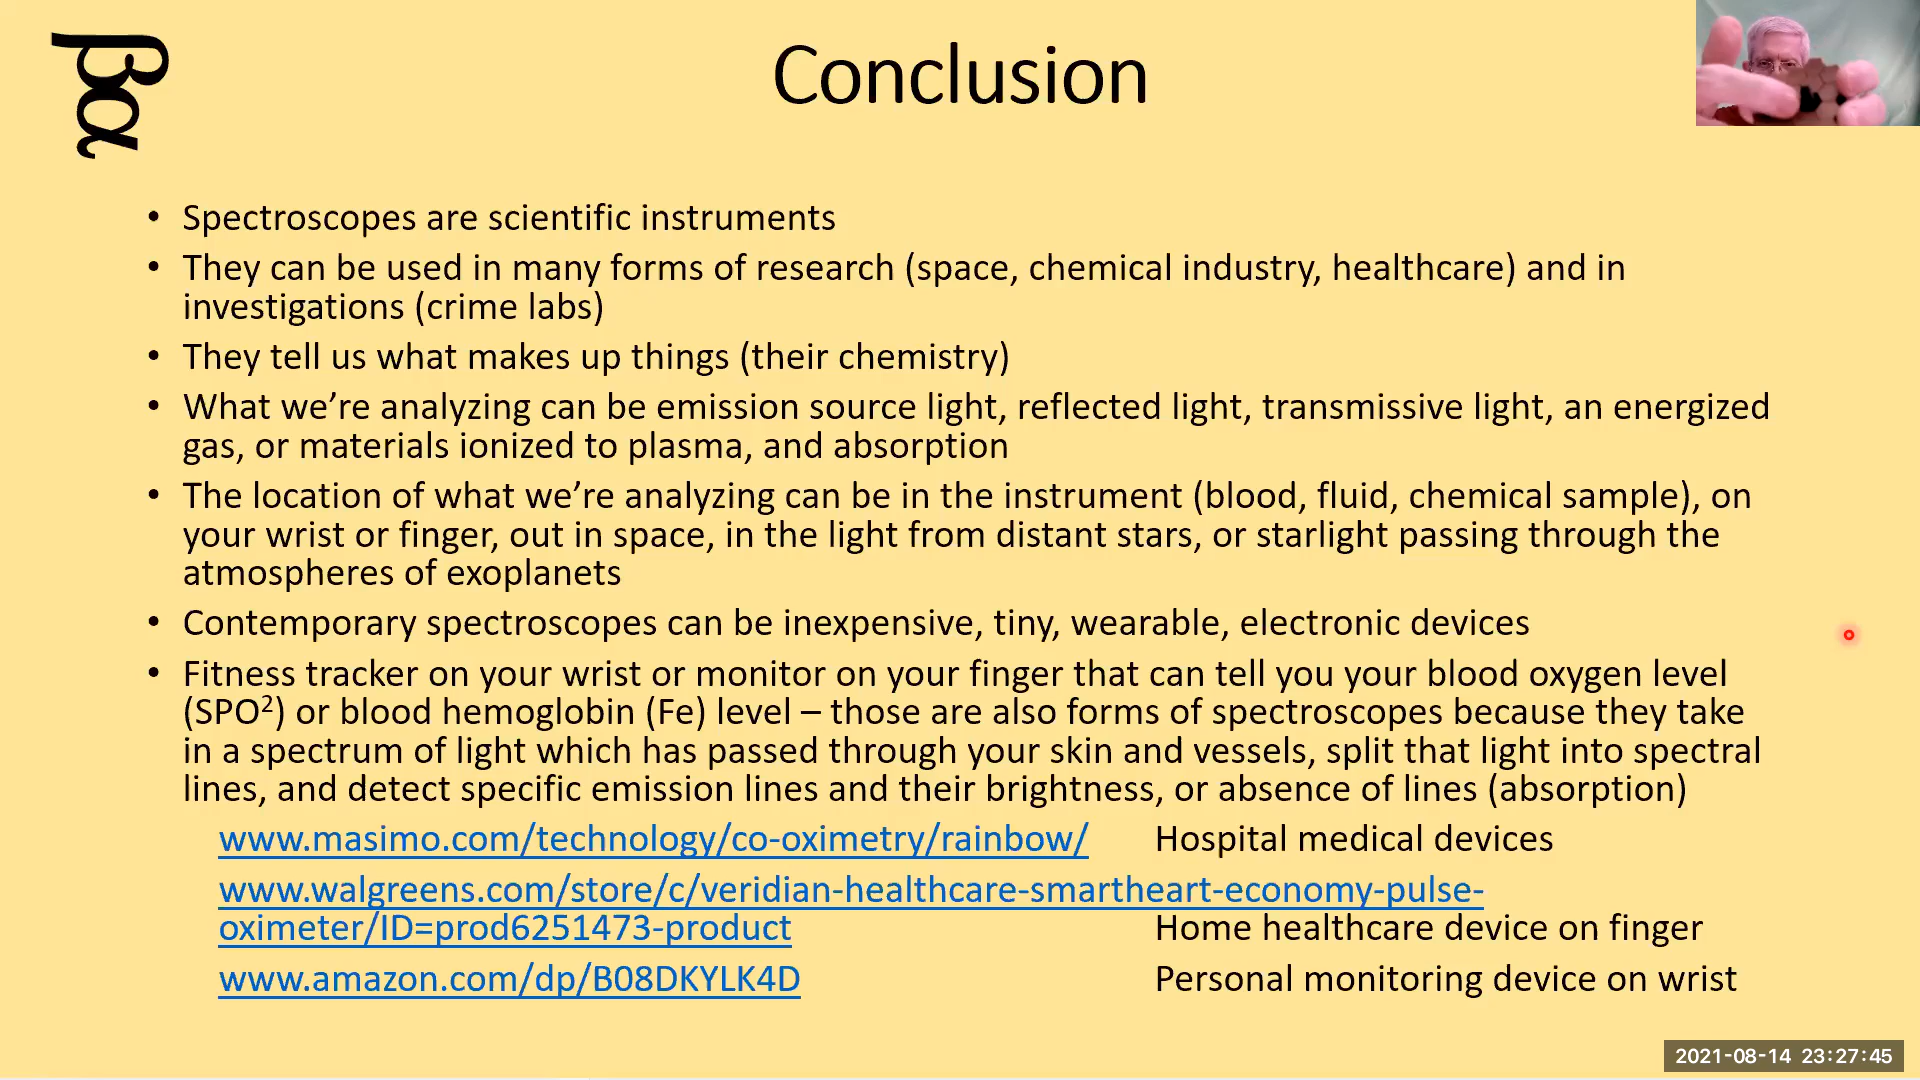 βα
Conclusion
• Spectroscopes are scientific instruments
• They can be used in many forms of research (space, chemical industry, healthcare) and in
investigations (crime labs)
• They tell us what makes up things (their chemistry)
• What we’re analyzing can be emission source light, reflected light, transmissive light, an energized
gas, or materials ionized to plasma, and absorption
• The location of what we’re analyzing can be in the instrument (blood, fluid, chemical sample), on
your wrist or finger, out in space, in the light from distant stars, or starlight passing through the
atmospheres of exoplanets
• Contemporary spectroscopes can be inexpensive, tiny, wearable, electronic devices
• Fitness tracker on your wrist or monitor on your finger that can tell you your blood oxygen level
(SPO²) or blood hemoglobin (Fe) level – those are also forms of spectroscopes because they take
in a spectrum of light which has passed through your skin and vessels, split that light into spectral
lines, and detect specific emission lines and their brightness, or absence of lines (absorption)
www.masimo.com/technology/co-oximetry/rainbow/ Hospital medical devices
www.walgreens.com/store/c/veridian-healthcare-smartheart-economy-pulse-
oximeter/ID=prod6251473-product Home healthcare device on finger
www.amazon.com/dp/B08DKYLK4D Personal monitoring device on wrist
2021-08-14 23:27:45